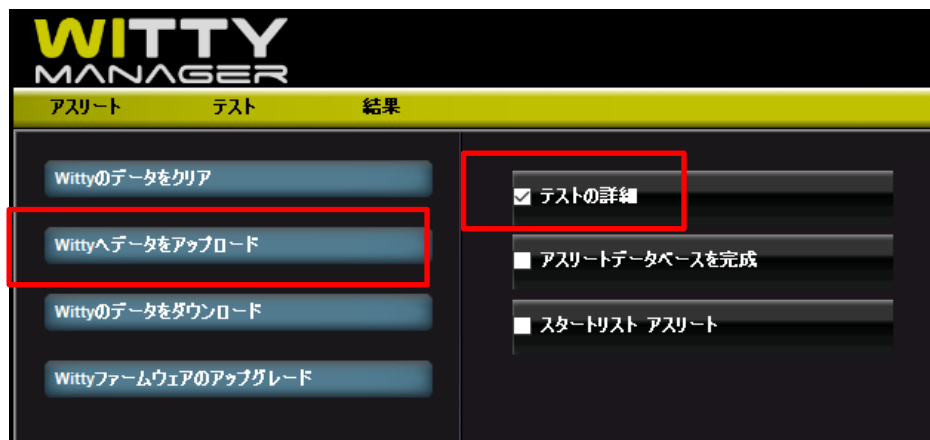 WITTY
MANAGER
アスリート テスト 結果
Wittyのデータをクリア
Wittyへデータをアップロード
Wittyのデータをダウンロード
Wittyファームウェアのアップグレード
テストの詳細
アスリートデータベースを完成
スタートリスト アスリート